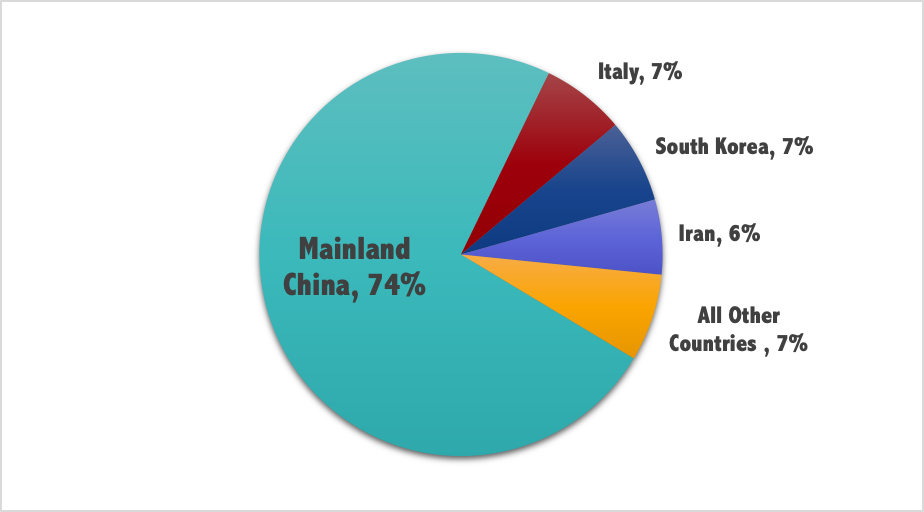 Italy, 7%
South Korea, 7%
Iran, 6%
Mainland
China, 74%
All Other
Countries , 7%